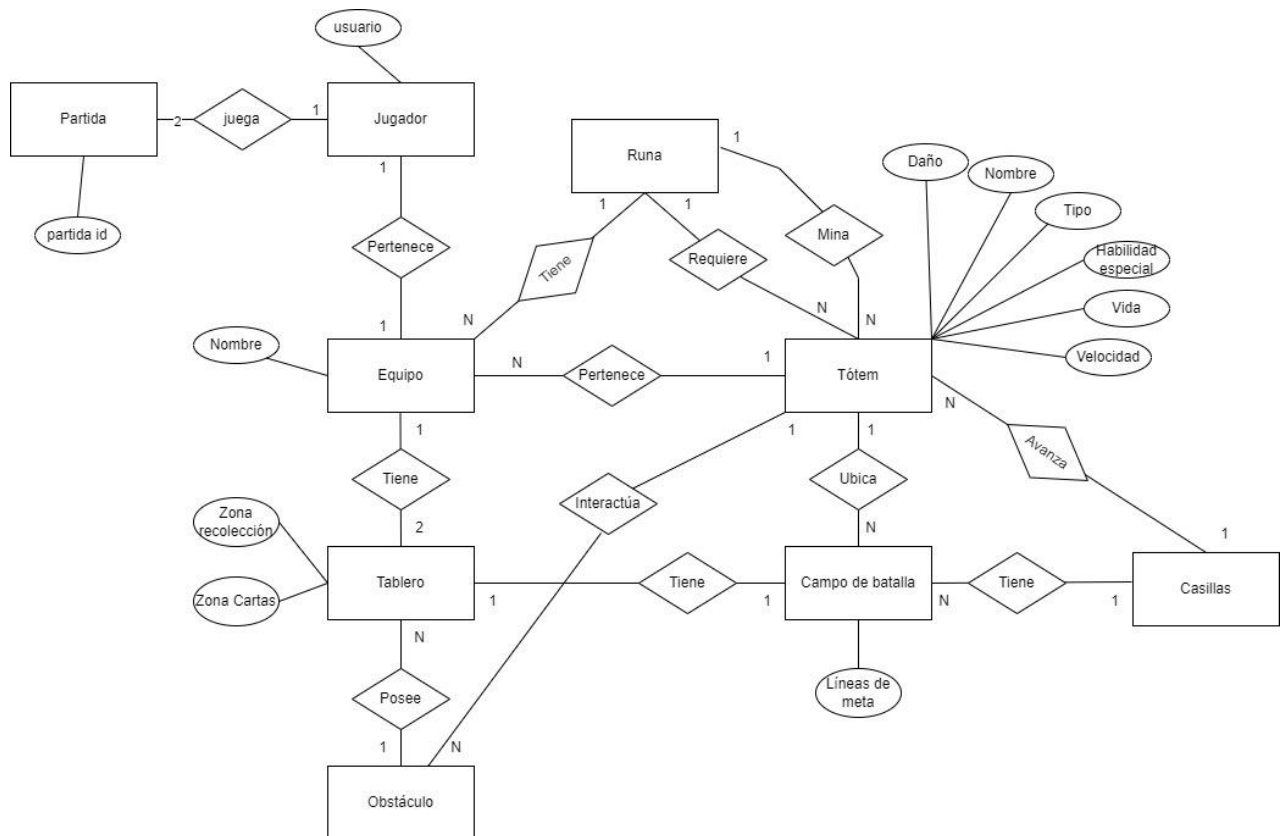 usuario
Partida
2
juega
1
Jugador
partida id
1
Pertenece
1
Runa
1
1
1
Tiene
N
Requiere
N
Mina
N
Daño
Nombre
Tipo
Habilidad
especial
Vida
Velocidad
Nombre
Equipo
N
Pertenece
1
Tótem
N
Avanza
1
1
Tiene
2
1
Interactúa
N
1
Ubica
N
Zona
recolección
Zona Cartas
Tablero
1
Tiene
1
Campo de batalla
N
Tiene
1
Casillas
Líneas de
meta
N
Posee
1
Obstáculo